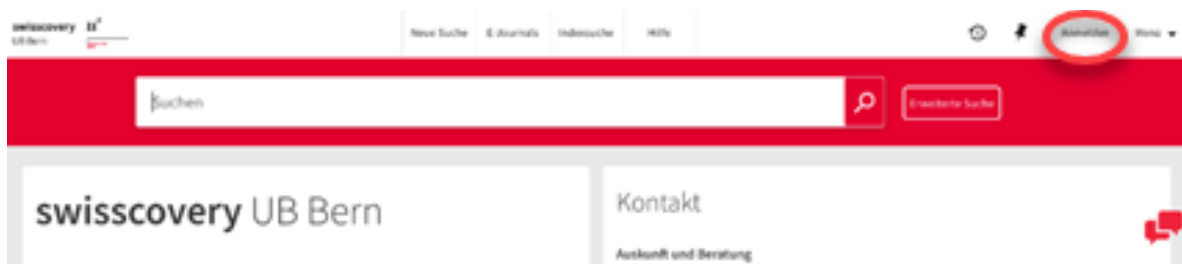 swisscovery
UB Bern
Neue Suche E-Journals Indexsuche Hilfe Anmelden Menü
Suchen
Erweiterte Suche
swisscovery UB Bern
Kontakt
Auskunft und Beratung